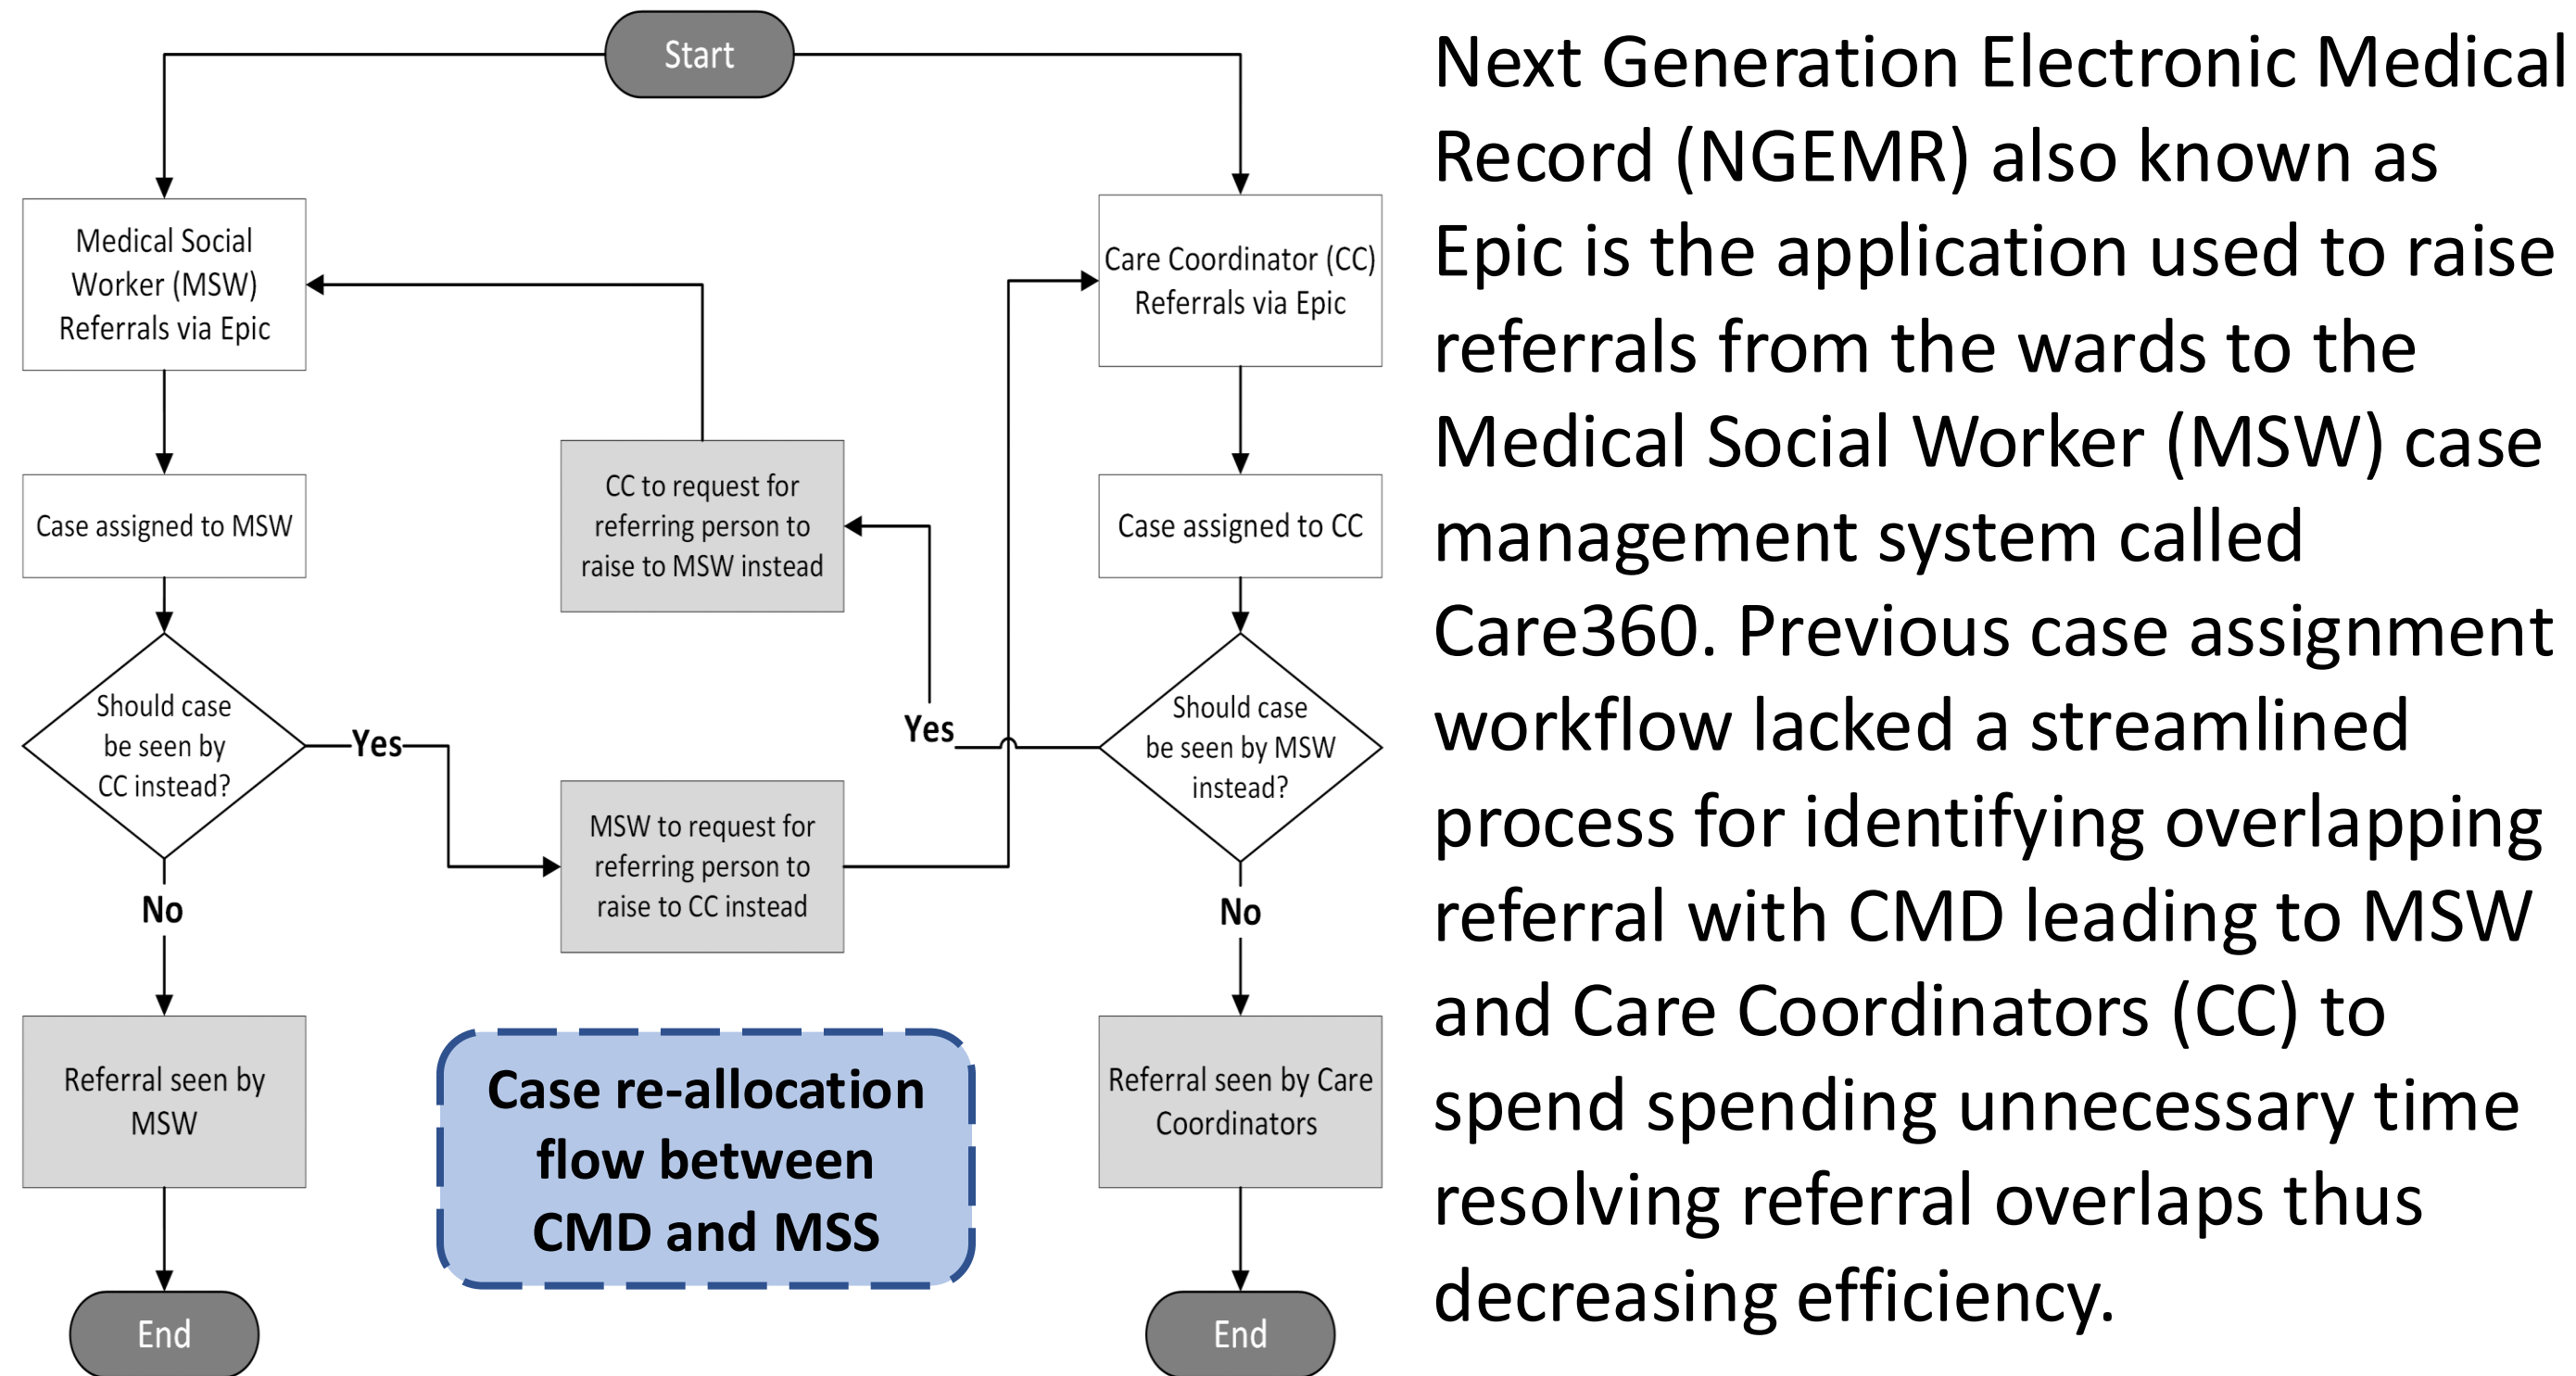 Start
Medical Social
Worker (MSW)
Referrals via Epic
Care Coordinator (CC)
Referrals via Epic
Case assigned to MSW
CC to request for
referring person to
raise to MSW instead
Case assigned to CC
Should case
be seen by
CC instead?
Yes
Yes
Should case
be seen by MSW
instead?
MSW to request for
referring person to
raise to CC instead
No
No
Referral seen by
MSW
Case re-allocation
flow between
CMD and MSS
Referral seen by Care
Coordinators
End
End
Next Generation Electronic Medical
Record (NGEMR) also known as
Epic is the application used to raise
referrals from the wards to the
Medical Social Worker (MSW) case
management system called
Care360. Previous case assignment
workflow lacked a streamlined
process for identifying overlapping
referral with CMD leading to MSW
and Care Coordinators (CC) to
spend spending unnecessary time
resolving referral overlaps thus
decreasing efficiency.